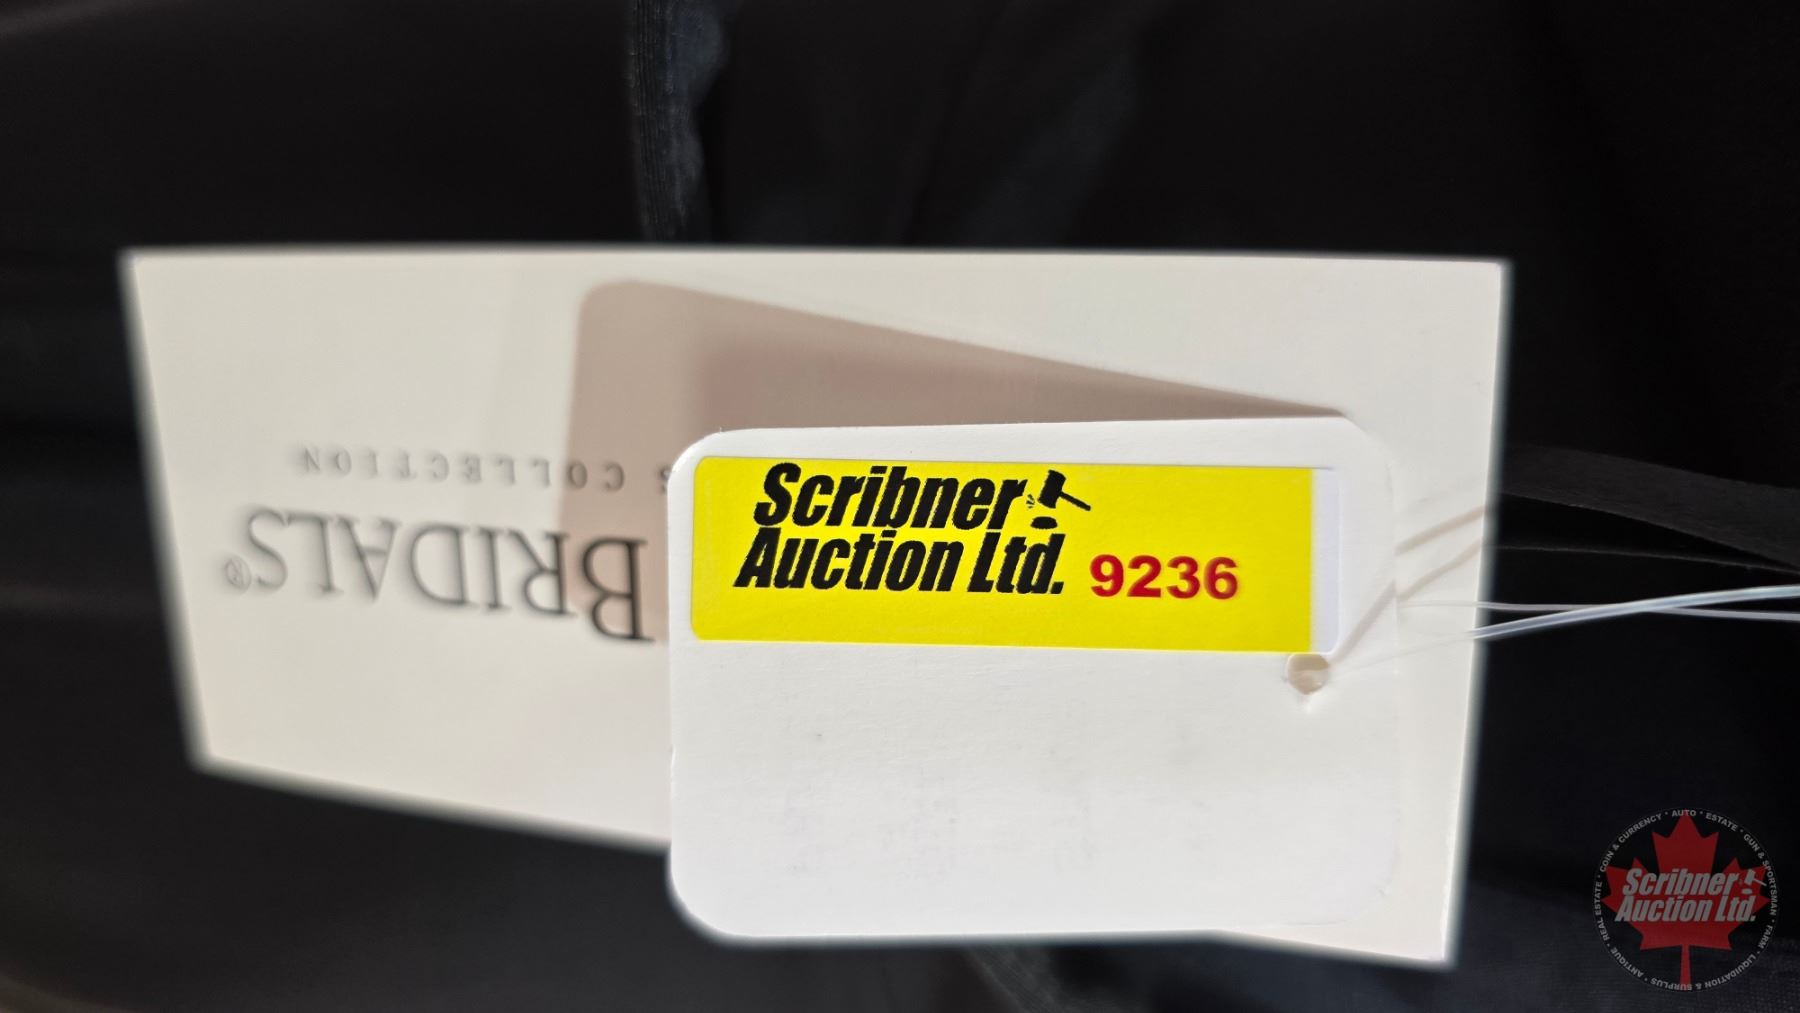 Scribner
Auction Ltd. 9236
BRIDALS®
S COLLECTION
Scribner
Auction Ltd.
AUTO • ESTATE • GUN & SPORTSMAN • FARM • LIQUIDATION & SURPLUS • ANTIQUE • REAL ESTATE • COIN & CURRENCY •